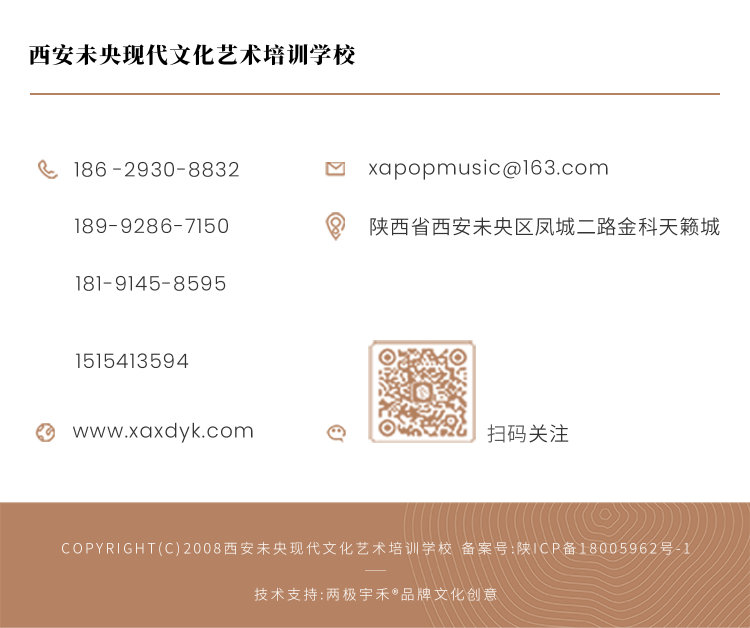 西安未央现代文化艺术培训学校
186-2930-8832
xapopmusic@163.com
189-9286-7150
陕西省西安未央区凤城二路金科天籁城
181-9145-8595
1515413594
www.xaxdyk.com
扫码关注
COPYRIGHT(C)2008西安未央现代文化艺术培训学校 备案号:陕ICP备18005962号-1
技术支持:两极宇禾®品牌文化创意